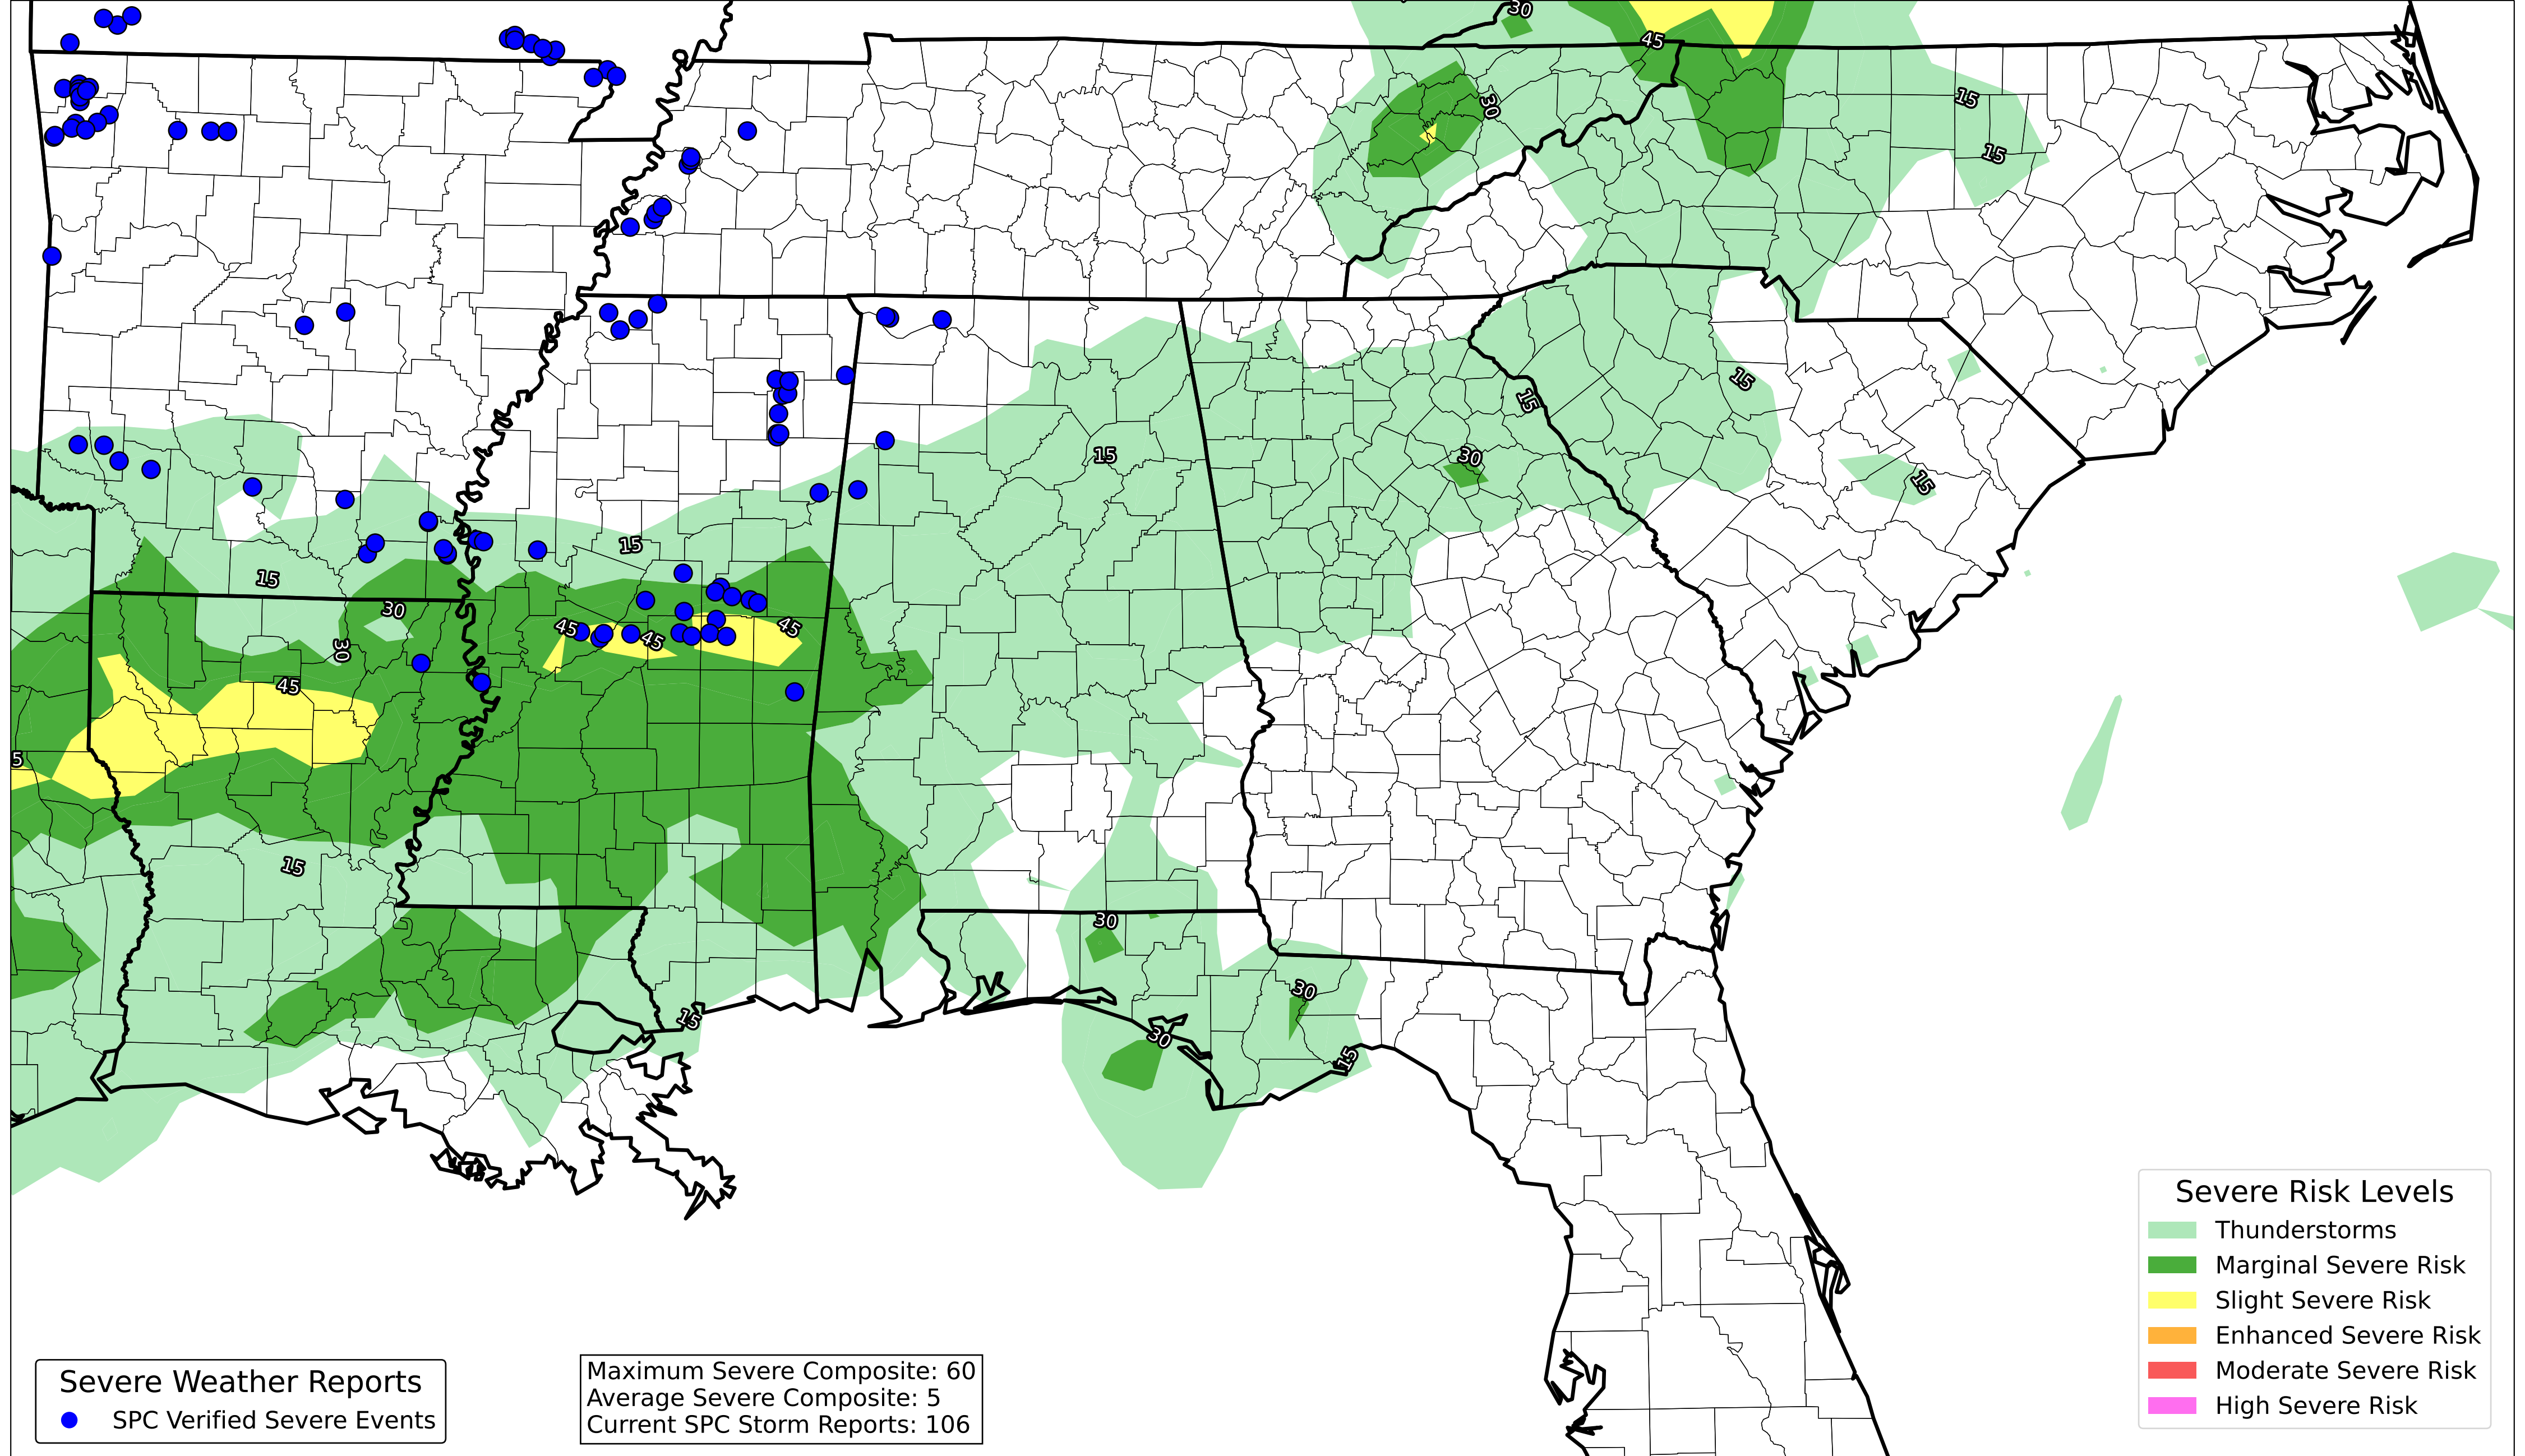 30
45
15
30
15
15
15
30
15
15
15
15
30
45
45
45
30
45
5
15
30
30
15
30
15
Severe Risk Levels
Thunderstorms
Marginal Severe Risk
Slight Severe Risk
Enhanced Severe Risk
Moderate Severe Risk
High Severe Risk
Severe Weather Reports
SPC Verified Severe Events
Maximum Severe Composite: 60
Average Severe Composite: 5
Current SPC Storm Reports: 106